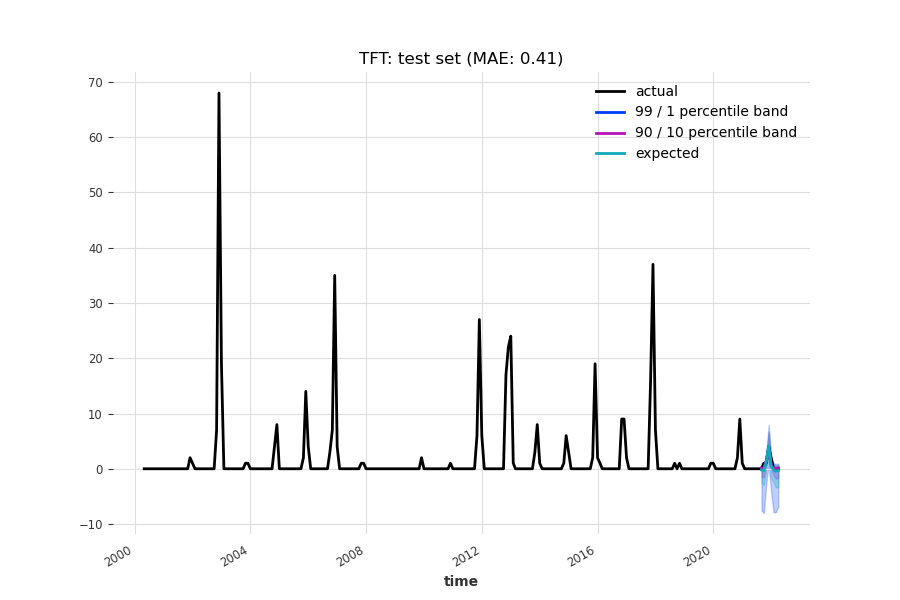 TFT: test set (MAE: 0.41)
actual
99 / 1 percentile band
90 / 10 percentile band
expected
70
60
50
40
30
20
10
0
−10
2000
2004
2008
2012
2016
2020
time